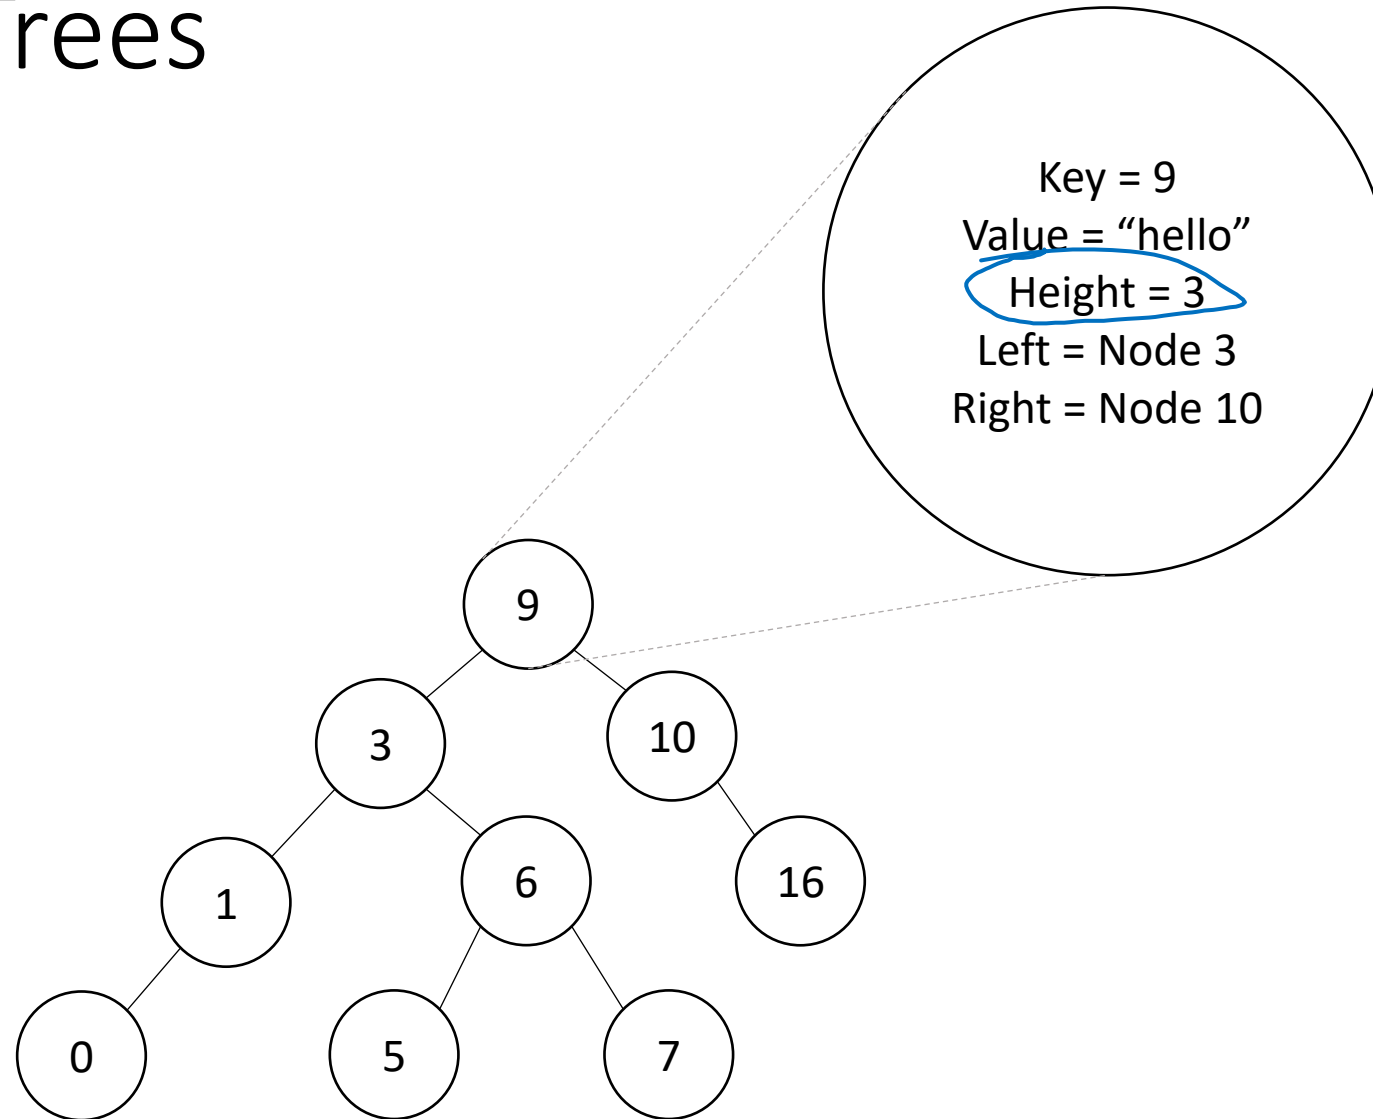 rees
Key = 9
Value = “hello”
Height = 3
Left = Node 3
Right = Node 10
9
3
10
1
6
16
0
5
7